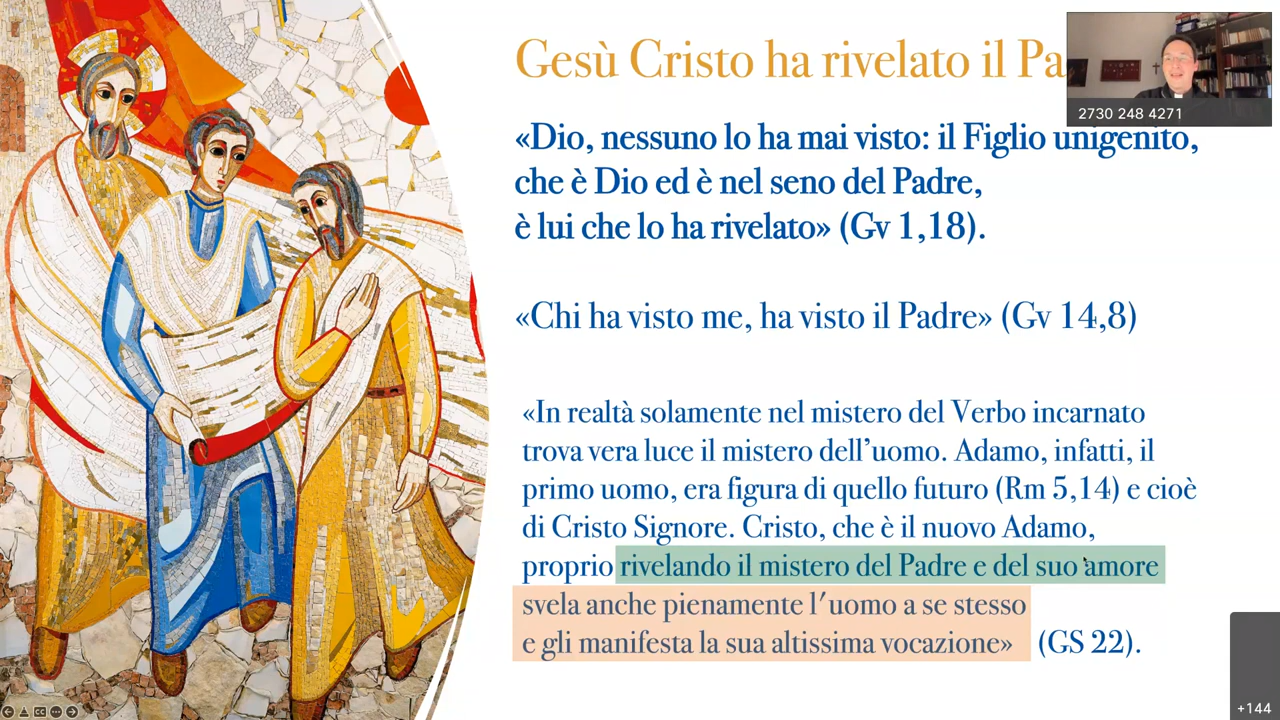 Gesù Cristo ha rivelato il Pa
2730 248 4271
«Dio, nessuno lo ha mai visto: il Figlio unigenito,
che è Dio ed è nel seno del Padre,
è lui che lo ha rivelato» (Gv 1,18).
«Chi ha visto me, ha visto il Padre» (Gv 14,8)
«In realtà solamente nel mistero del Verbo incarnato
trova vera luce il mistero dell'uomo. Adamo, infatti, il
primo uomo, era figura di quello futuro (Rm 5,14) e cioè
di Cristo Signore. Cristo, che è il nuovo Adamo,
proprio rivelando il mistero del Padre e del suo amore
svela anche pienamente l'uomo a se stesso
e gli manifesta la sua altissima vocazione» (GS 22).
+144